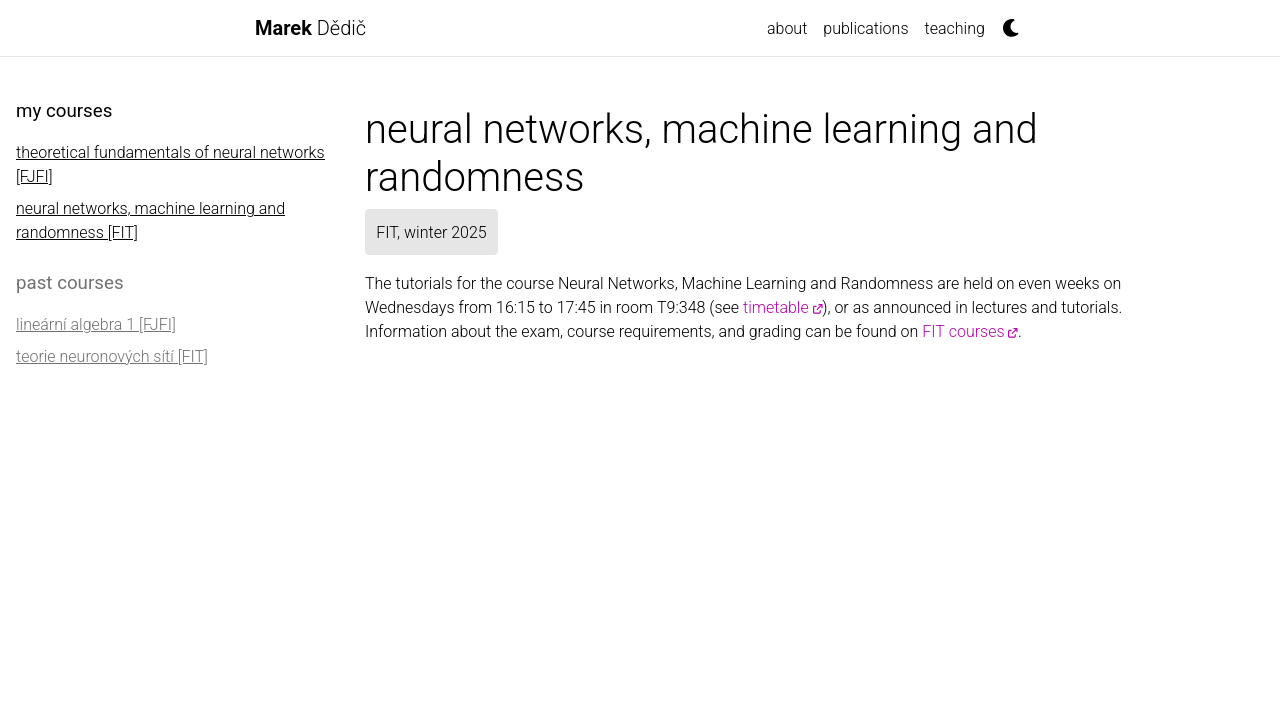 Marek Dědič
about publications teaching
my courses
theoretical fundamentals of neural networks
[FJFI]
neural networks, machine learning and
randomness [FIT]
past courses
lineární algebra 1 [FJFI]
teorie neuronových sítí [FIT]
neural networks, machine learning and
randomness
FIT, winter 2025
The tutorials for the course Neural Networks, Machine Learning and Randomness are held on even weeks on
Wednesdays from 16:15 to 17:45 in room T9:348 (see timetable), or as announced in lectures and tutorials.
Information about the exam, course requirements, and grading can be found on FIT courses.